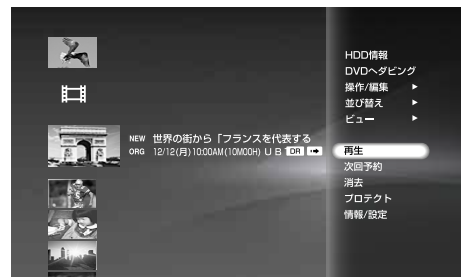 HDD情報
DVDへダビング
操作/編集
並び替え
ビュー
NEW 世界の街から「フランスを代表する
ORG 12/12(月)10:00AM(10M00H) U B DR
再生
次回予約
消去
プロテクト
情報/設定